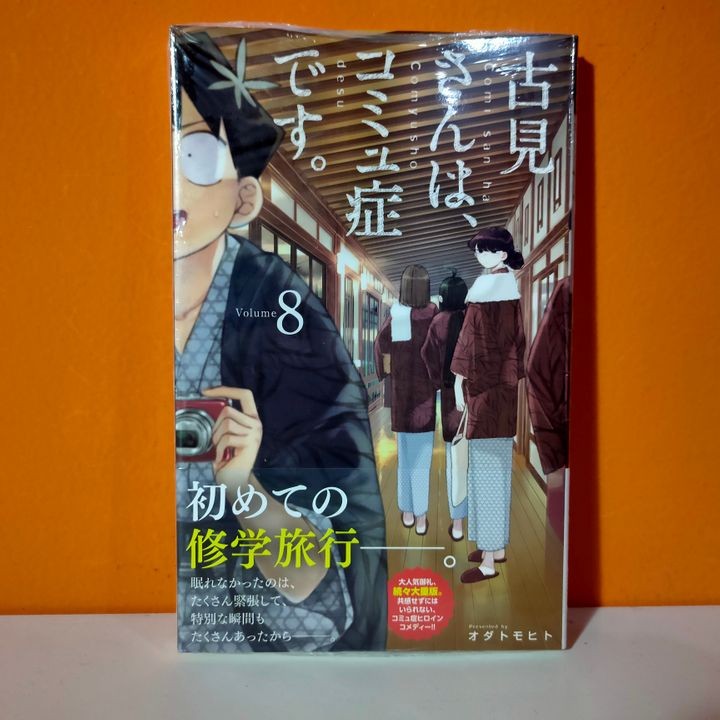 古見
さんは、
コミュ症
です。
Comi san ha
Comyusho
desu
Volume 8
初めての
修学旅行──。
眠れなかったのは、
たくさん緊張して、
特別な瞬間も
たくさんあったから──。
大人気御礼、
続々大重版。
共感せずには
いられない、
コミュ症ヒロイン
コメディー!!
Presented by
オダトモヒト